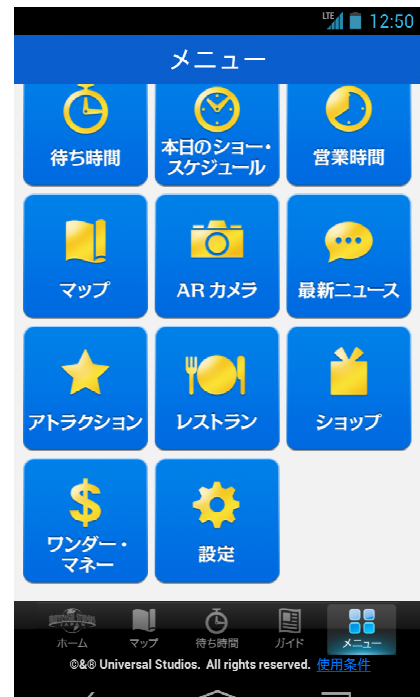 LTE 12:50
メニュー
待ち時間
本日のショー・
スケジュール
営業時間
マップ
AR カメラ
最新ニュース
アトラクション
レストラン
ショップ
ワンダー・
マネー
設定
ホーム
マップ
待ち時間
ガイド
メニュー
©&® Universal Studios. All rights reserved. 使用条件